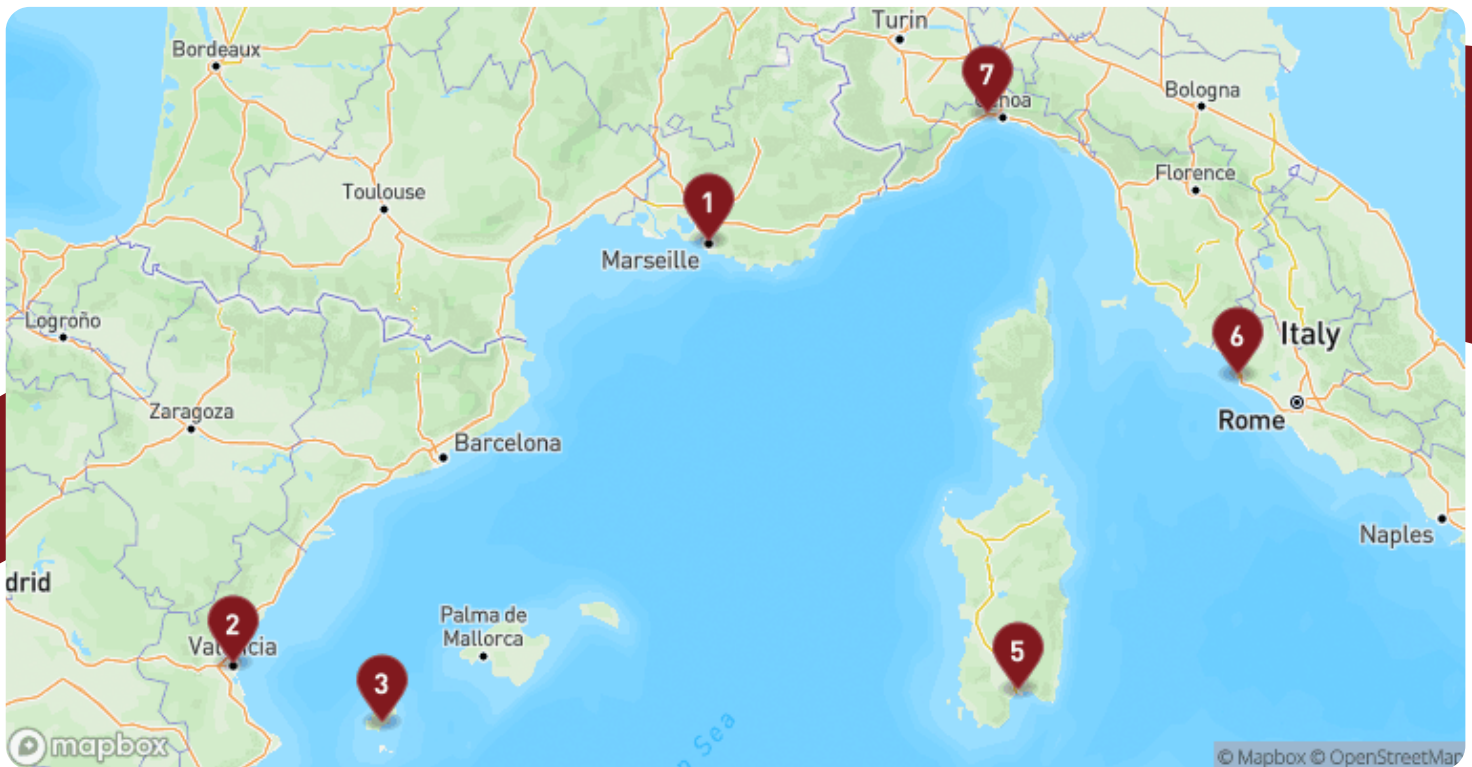 Turin
Bordeaux
7
Bologna
Florence
Toulouse
1
Marseille
Logroño
6
Italy
Zaragoza
Rome
Barcelona
Naples
drid
2
Palma de
Mallorca
5
3
Sea
mapbox
© Mapbox © OpenStreetMap